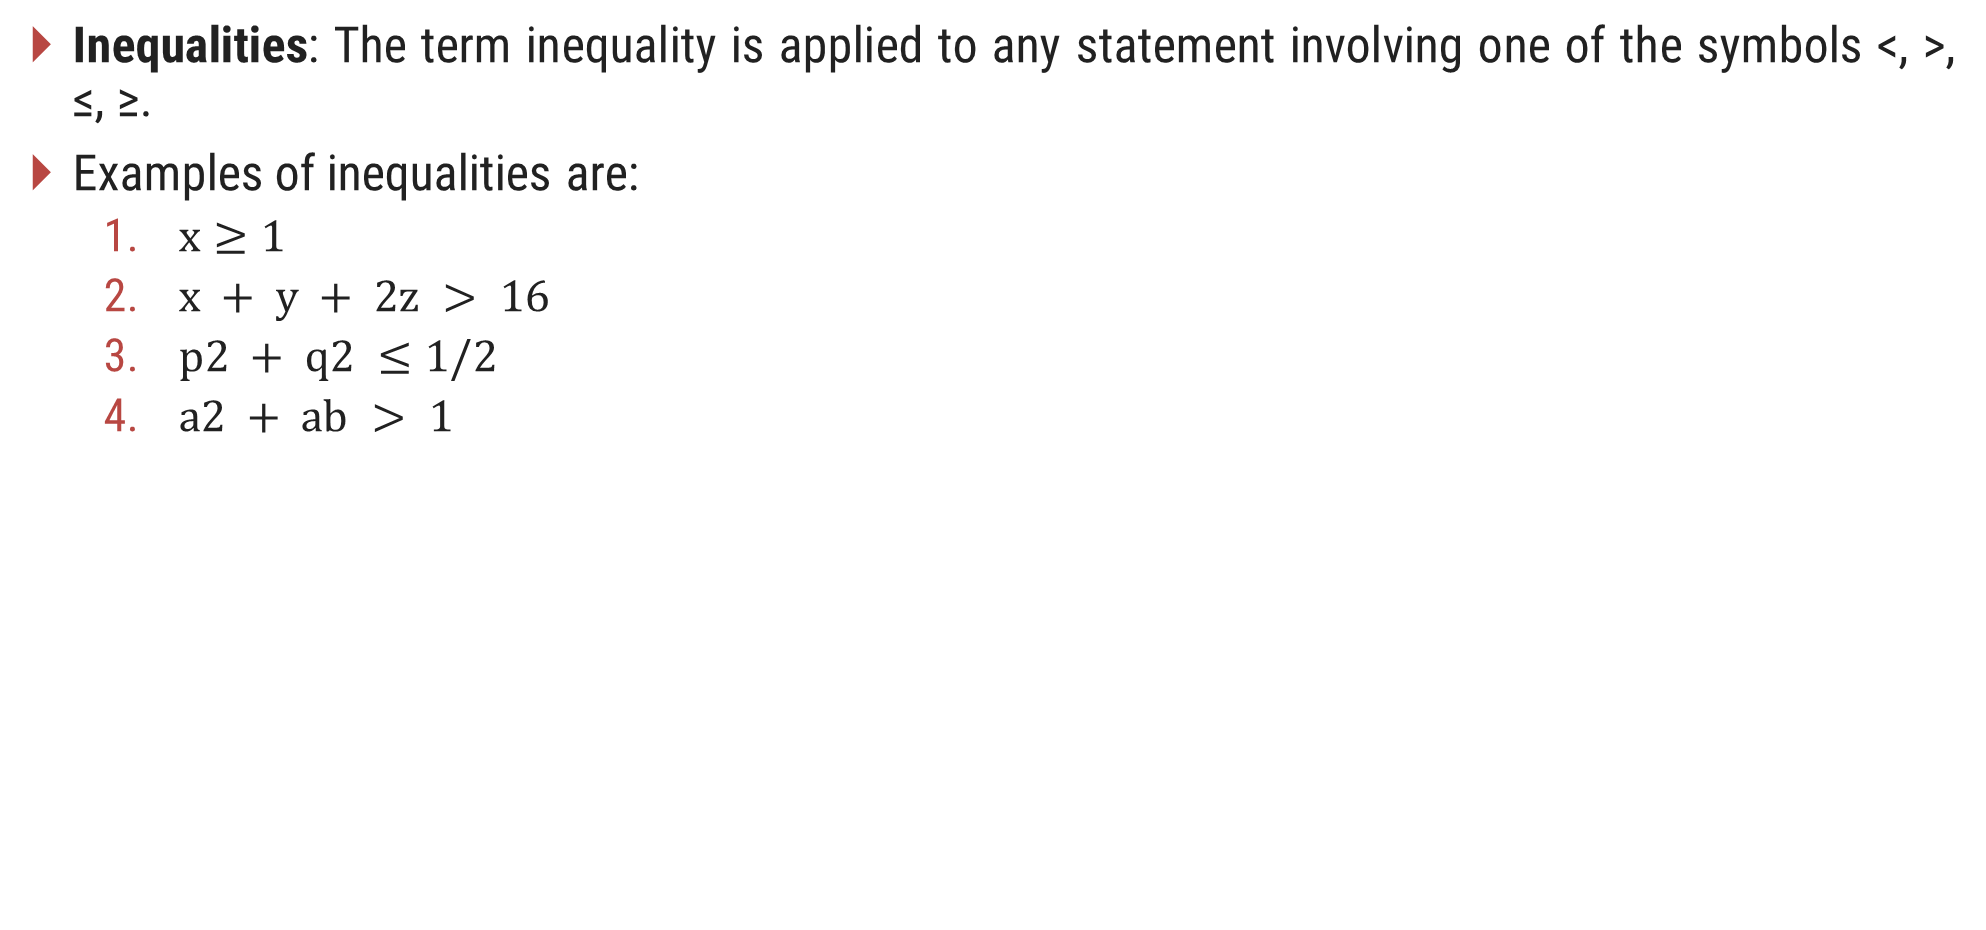 Inequalities: The term inequality is applied to any statement involving one of the symbols <, >,
≤, ≥.
Examples of inequalities are:
1. x ≥ 1
2. x + y + 2z > 16
3. p2 + q2 ≤ 1/2
4. a2 + ab > 1